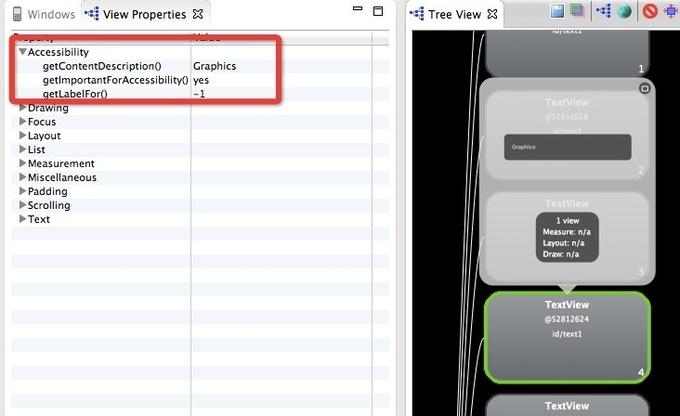 Windows
View Properties
Property Value
Accessibility
getContentDescription() Graphics
getImportantForAccessibility() yes
getLabelFor() -1
Drawing
Focus
Layout
List
Measurement
Miscellaneous
Padding
Scrolling
Text
Tree View
id/text1
1
TextView
@5281c028
id/text1
Graphics
2
TextView
1 view
Measure: n/a
Layout: n/a
Draw: n/a
3
TextView
@52812624
id/text1
4
TextView